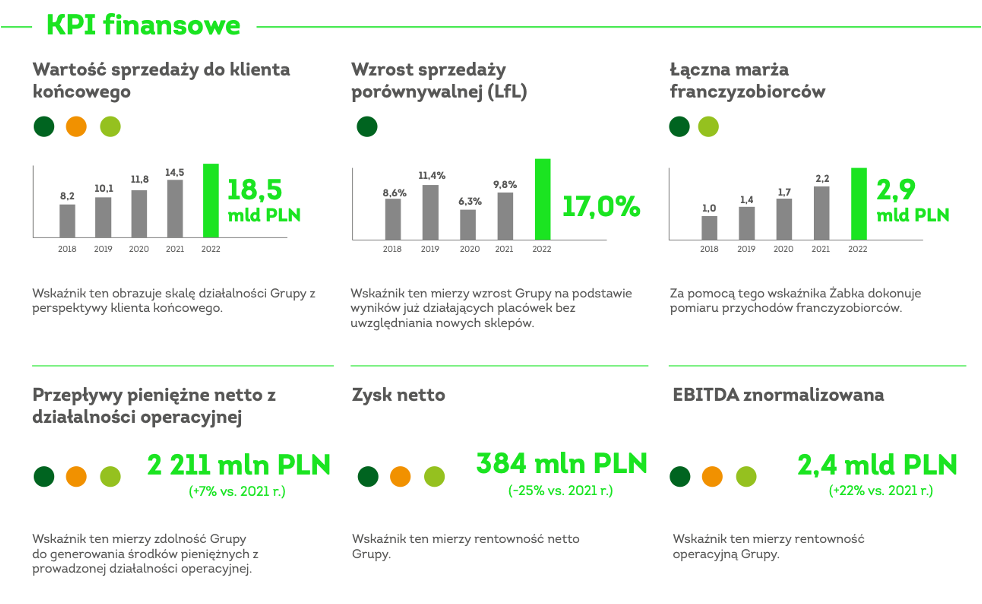 KPI finansowe
Wartość sprzedaży do klienta
końcowego
8,2
10,1
11,8
14,5
18,5
mld PLN
2018
2019
2020
2021
2022
Wskaźnik ten obrazuje skalę działalności Grupy z
perspektywy klienta końcowego.
Wzrost sprzedaży
porównywalnej (LfL)
8,6%
11,4%
6,3%
9,8%
17,0%
2018
2019
2020
2021
2022
Wskaźnik ten mierzy wzrost Grupy na podstawie
wyników już działających placówek bez
uwzględniania nowych sklepów.
Łączna marża
franczyzobiorców
1,0
1,4
1,7
2,2
2,9
mld PLN
2018
2019
2020
2021
2022
Za pomocą tego wskaźnika Żabka dokonuje
pomiaru przychodów franczyzobiorców.
Przepływy pieniężne netto z
działalności operacyjnej
2 211 mln PLN
(+7% vs. 2021 r.)
Wskaźnik ten mierzy zdolność Grupy
do generowania środków pieniężnych z
prowadzonej działalności operacyjnej.
Zysk netto
384 mln PLN
(-25% vs. 2021 r.)
Wskaźnik ten mierzy rentowność netto
Grupy.
EBITDA znormalizowana
2,4 mld PLN
(+22% vs. 2021 r.)
Wskaźnik ten mierzy rentowność
operacyjną Grupy.